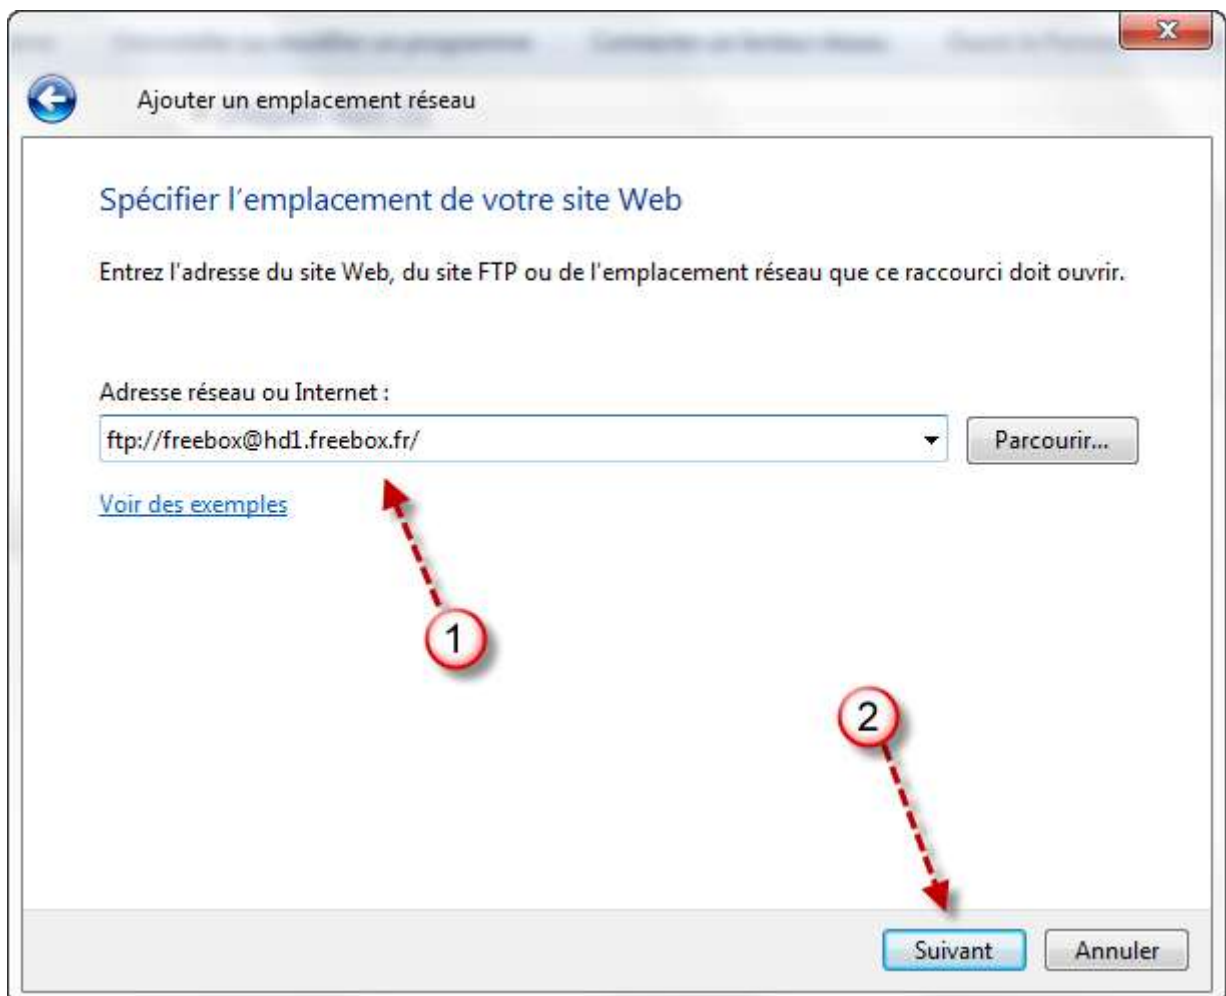 Ajouter un emplacement réseau
Spécifier l'emplacement de votre site Web
Entrez l'adresse du site Web, du site FTP ou de l'emplacement réseau que ce raccourci doit ouvrir.
Adresse réseau ou Internet :
ftp://freebox@hd1.freebox.fr/
Parcourir...
Voir des exemples
1
2
Suivant
Annuler